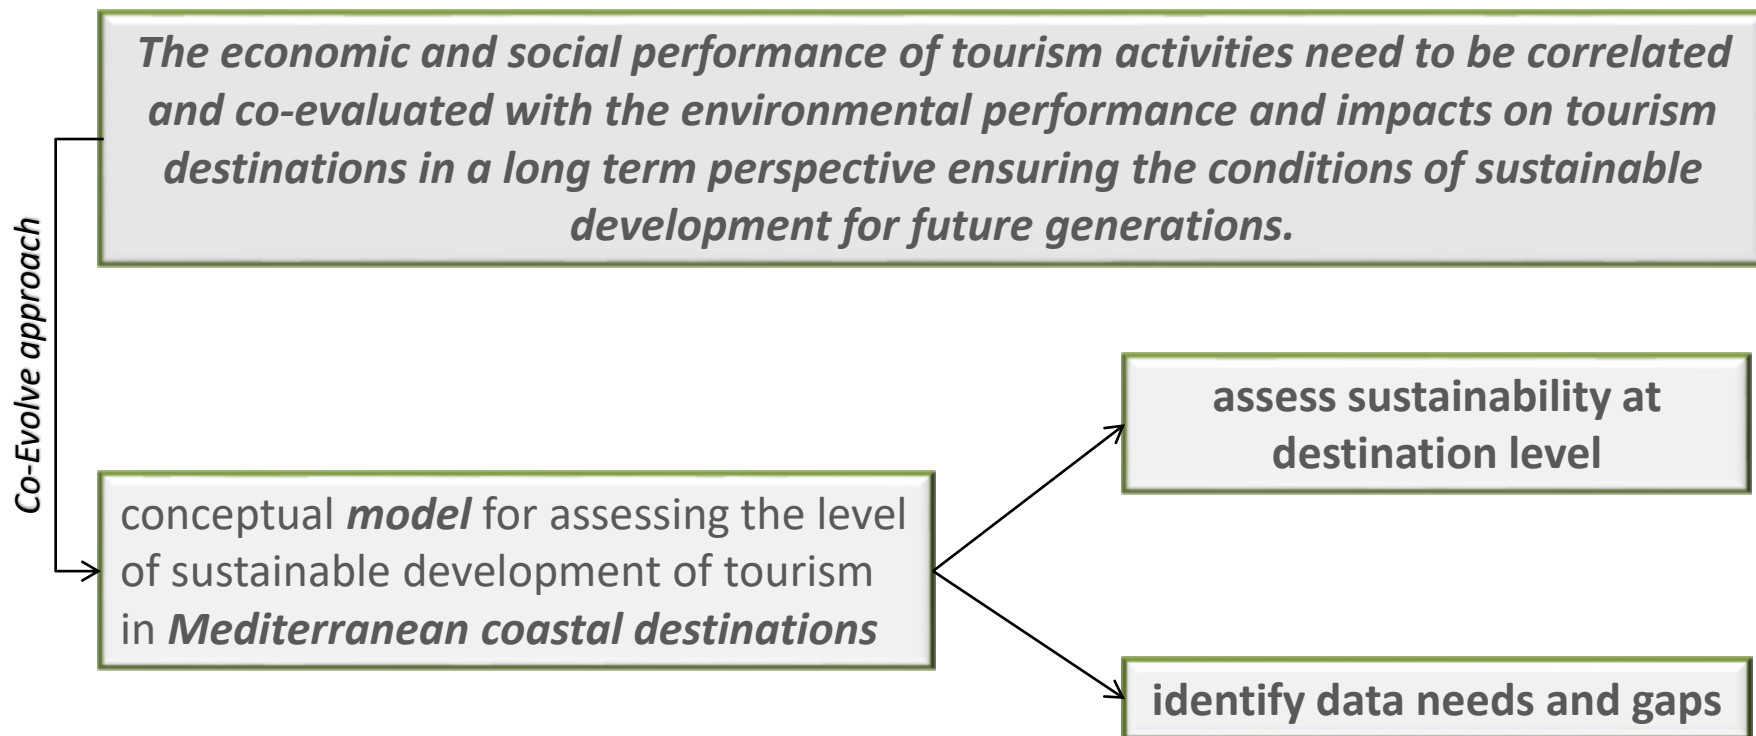 The economic and social performance of tourism activities need to be correlated
and co-evaluated with the environmental performance and impacts on tourism
destinations in a long term perspective ensuring the conditions of sustainable
development for future generations.
Co-Evolve approach
conceptual model for assessing the level
of sustainable development of tourism
in Mediterranean coastal destinations
assess sustainability at
destination level
identify data needs and gaps